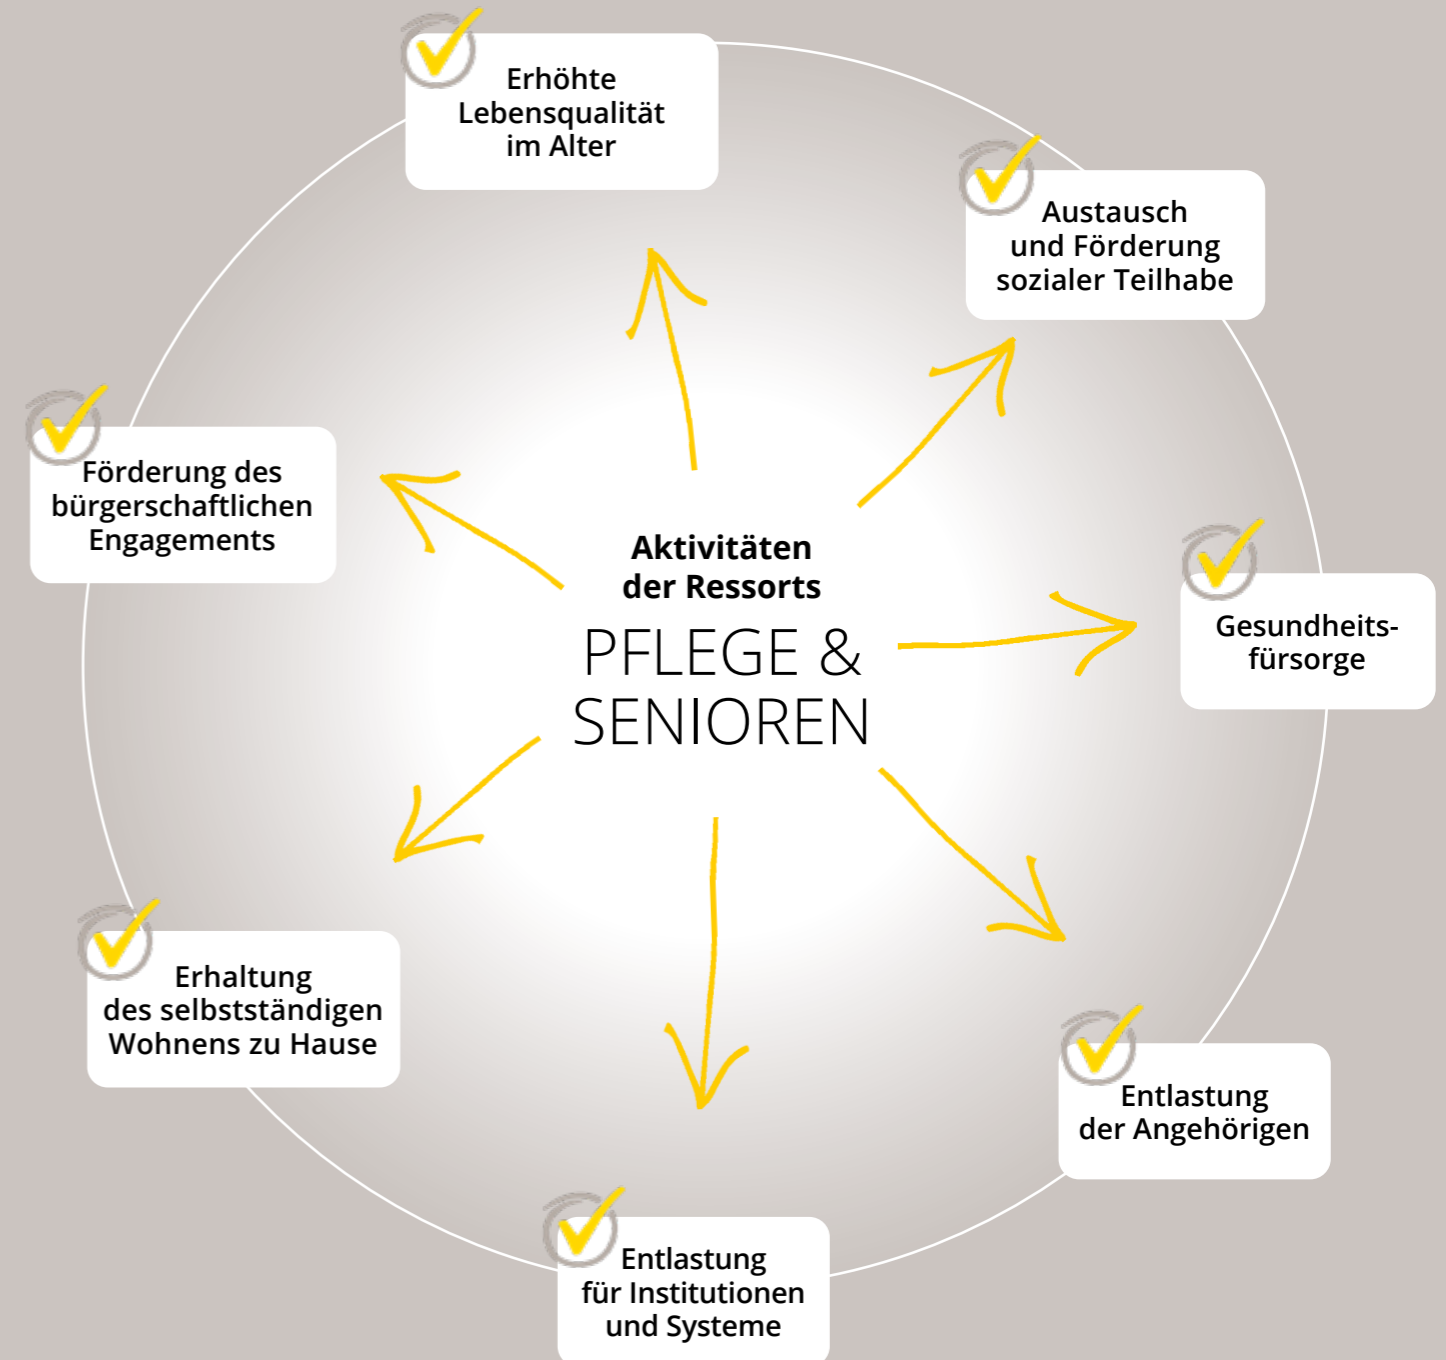 Erhöhte
Lebensqualität
im Alter
Austausch
und Förderung
sozialer Teilhabe
Förderung des
bürgerschaftlichen
Engagements
Aktivitäten
der Ressorts
PFLEGE &
SENIOREN
Gesundheits-
fürsorge
Erhaltung
des selbstständigen
Wohnens zu Hause
Entlastung
der Angehörigen
Entlastung
für Institutionen
und Systeme